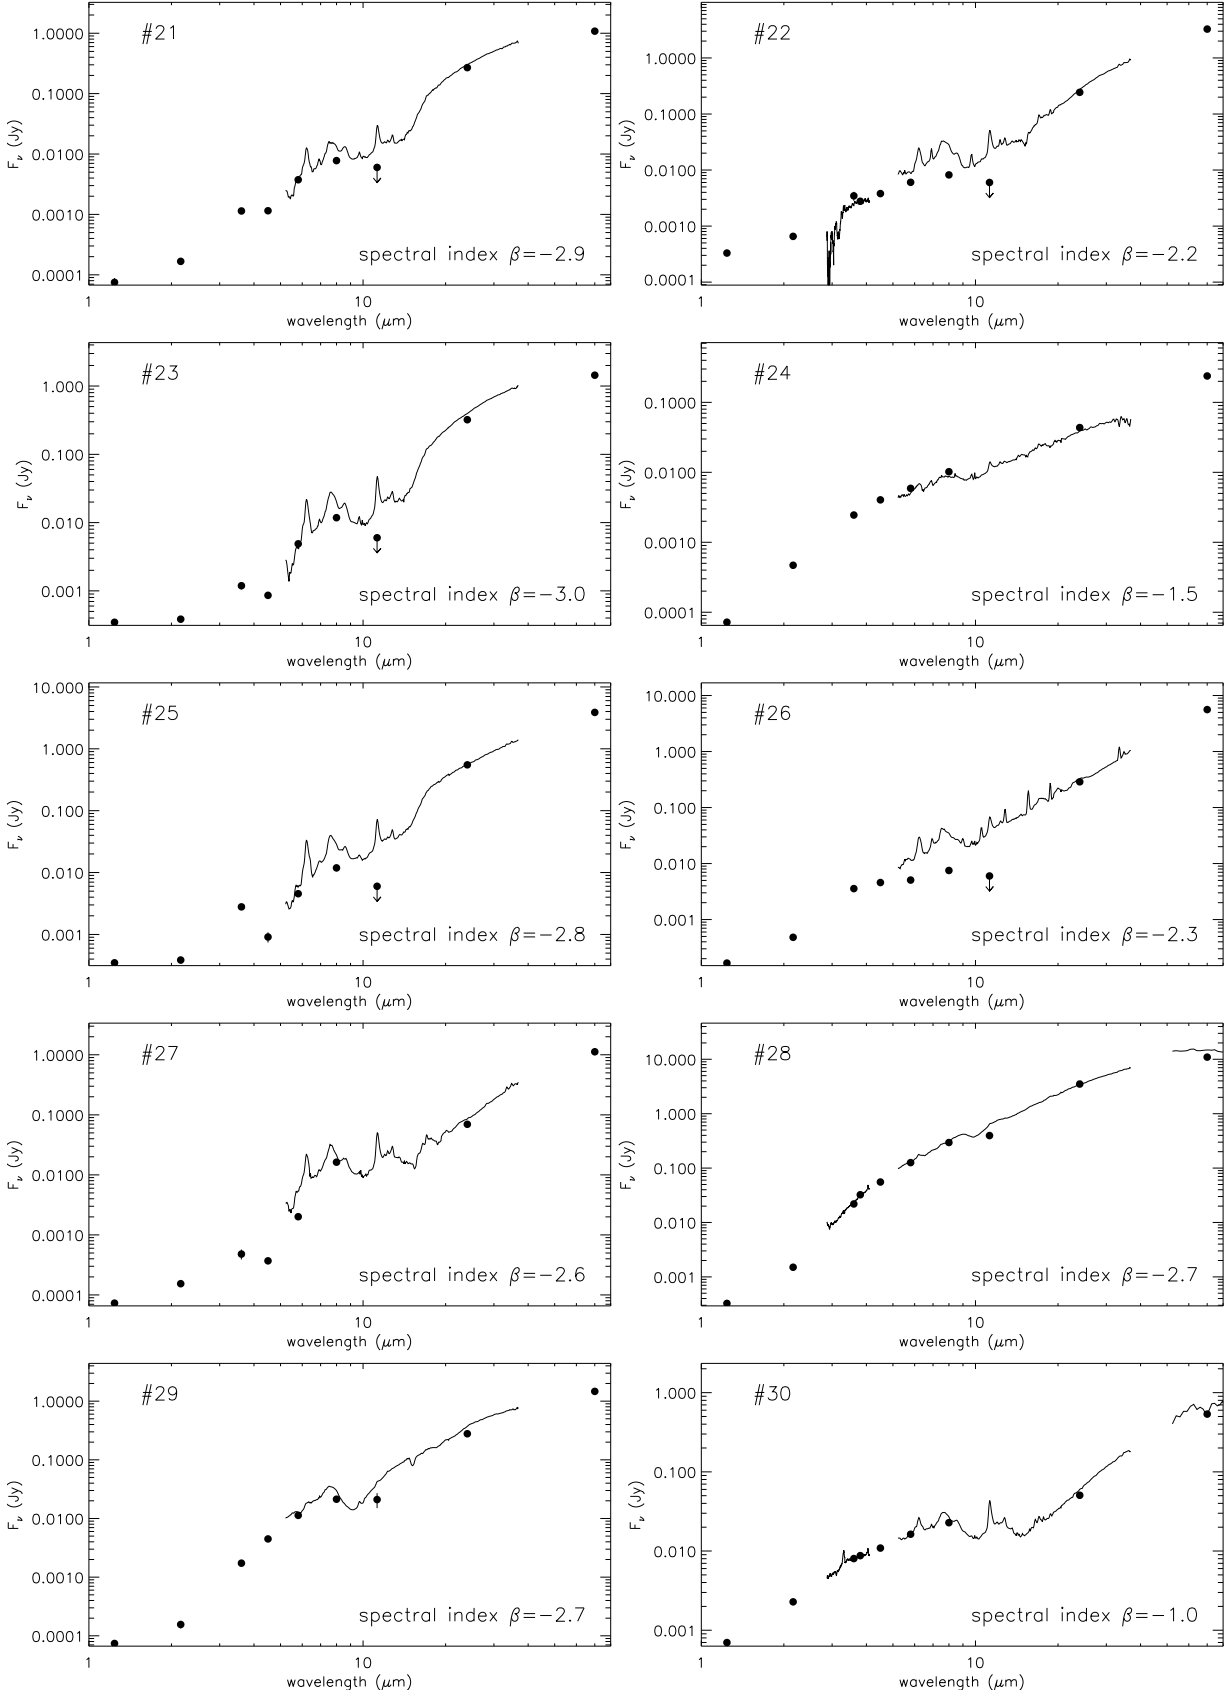 #21
1.0000
0.1000
0.0100
0.0010
0.0001
Fν (Jy)
spectral index β=−2.9
1 10
wavelength (μm)
#22
1.0000
0.1000
0.0100
0.0010
0.0001
Fν (Jy)
spectral index β=−2.2
1 10
wavelength (μm)
#23
1.000
0.100
0.010
0.001
Fν (Jy)
spectral index β=−3.0
1 10
wavelength (μm)
#24
0.1000
0.0100
0.0010
0.0001
Fν (Jy)
spectral index β=−1.5
1 10
wavelength (μm)
#25
10.000
1.000
0.100
0.010
0.001
Fν (Jy)
spectral index β=−2.8
1 10
wavelength (μm)
#26
10.000
1.000
0.100
0.010
0.001
Fν (Jy)
spectral index β=−2.3
1 10
wavelength (μm)
#27
1.0000
0.1000
0.0100
0.0010
0.0001
Fν (Jy)
spectral index β=−2.6
1 10
wavelength (μm)
#28
10.000
1.000
0.100
0.010
0.001
Fν (Jy)
spectral index β=−2.7
1 10
wavelength (μm)
#29
1.0000
0.1000
0.0100
0.0010
0.0001
Fν (Jy)
spectral index β=−2.7
1 10
wavelength (μm)
#30
1.000
0.100
0.010
0.001
Fν (Jy)
spectral index β=−1.0
1 10
wavelength (μm)